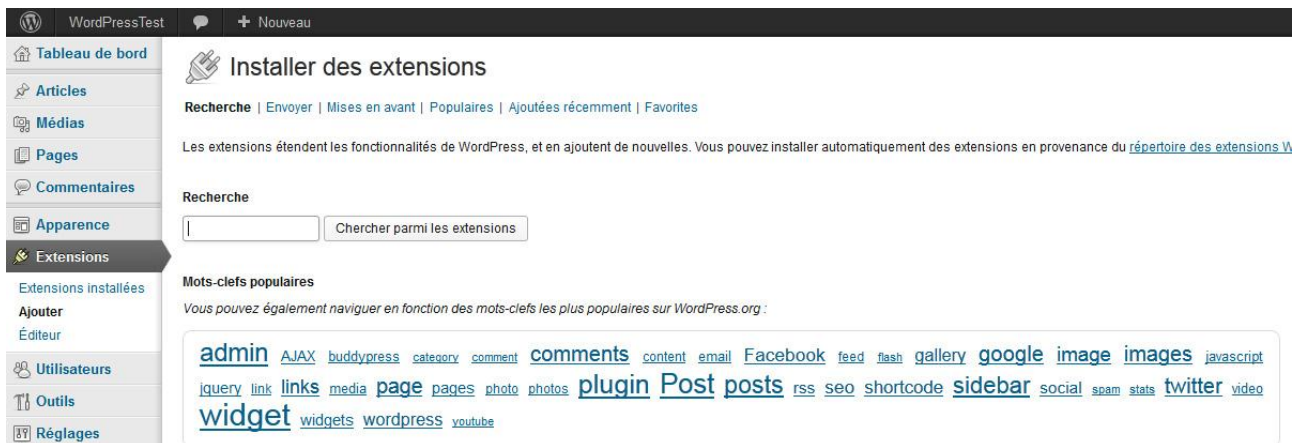 WordPressTest + Nouveau
Tableau de bord
Articles
Médias
Pages
Commentaires
Apparence
Extensions
Extensions installées
Ajouter
Éditeur
Utilisateurs
Outils
Réglages
Installer des extensions
Recherche | Envoyer | Mises en avant | Populaires | Ajoutées récemment | Favorites
Les extensions étendent les fonctionnalités de WordPress, et en ajoutent de nouvelles. Vous pouvez installer automatiquement des extensions en provenance du répertoire des extensions W
Recherche
Chercher parmi les extensions
Mots-clefs populaires
Vous pouvez également naviguer en fonction des mots-clefs les plus populaires sur WordPress.org :
admin AJAX buddypress category comment comments content email Facebook feed flash gallery google image images javascript
jquery link links media page pages photo photos plugin Post posts rss seo shortcode sidebar social spam stats twitter video
widget widgets wordpress youtube